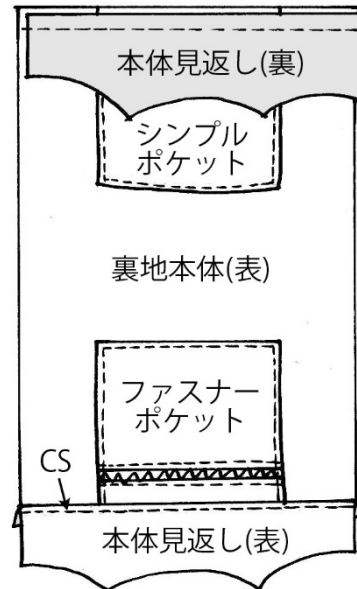 本体見返し(裏)
シンプル
ポケット
裏地本体(表)
ファスナー
ポケット
CS
本体見返し(表)